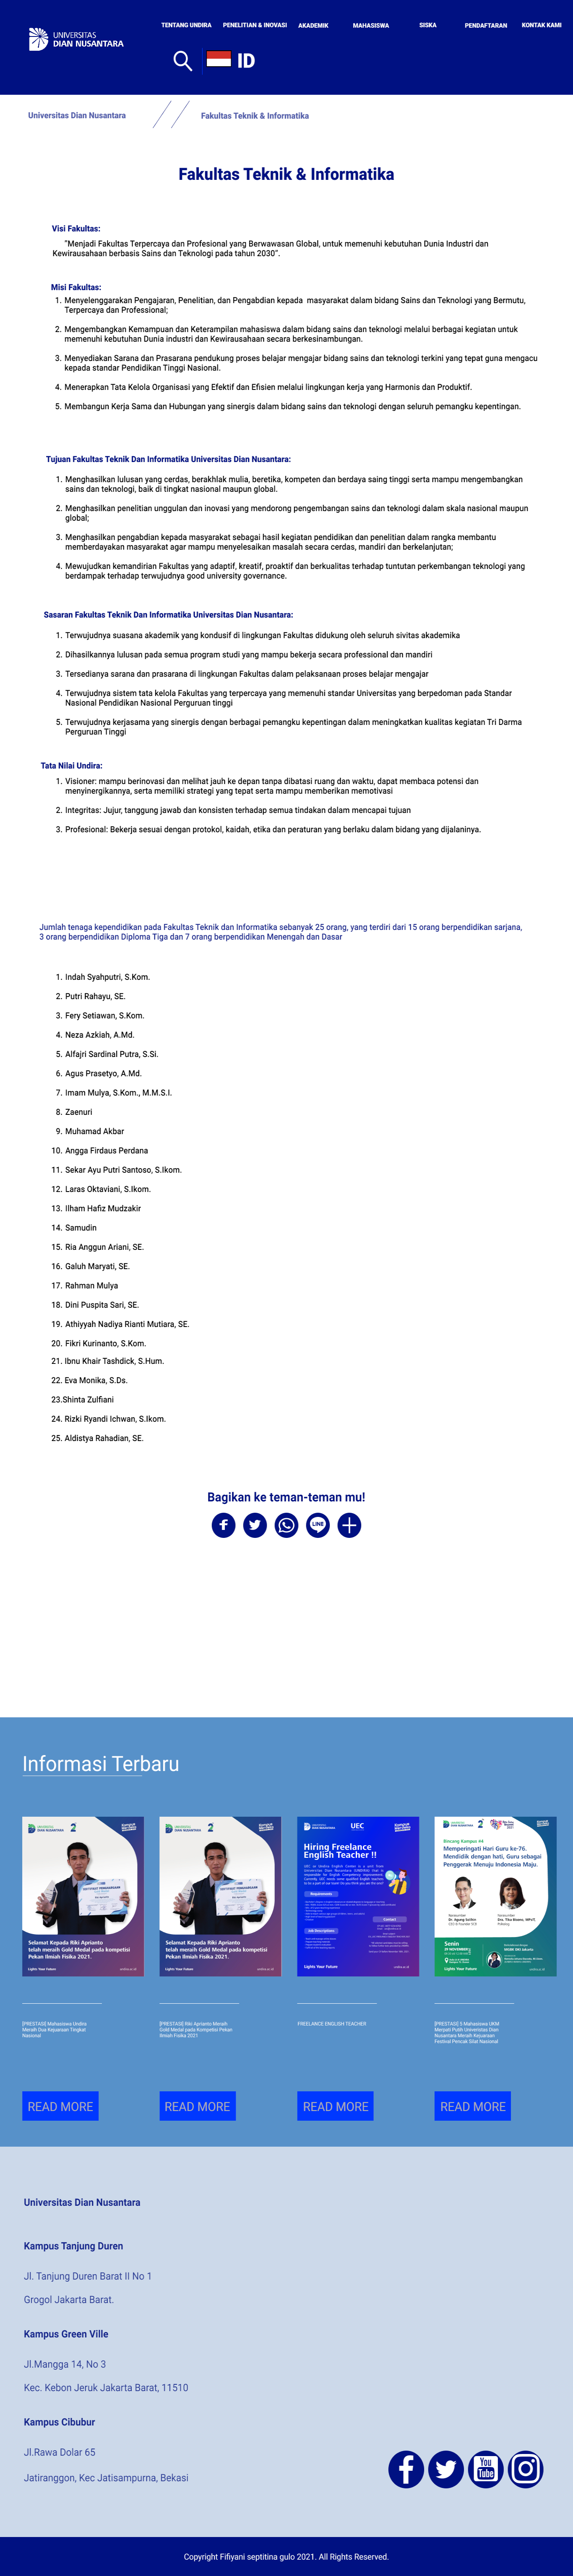 UNIVERSITAS
DIAN NUSANTARA
TENTANG UNDIRA
PENELITIAN & INOVASI
AKADEMIK
MAHASISWA
SISKA
PENDAFTARAN
KONTAK KAMI
ID
Universitas Dian Nusantara
Fakultas Teknik & Informatika
Fakultas Teknik & Informatika
Visi Fakultas:
"Menjadi Fakultas Terpercaya dan Profesional yang Berwawasan Global, untuk memenuhi kebutuhan Dunia Industri dan
Kewirausahaan berbasis Sains dan Teknologi pada tahun 2030".
Misi Fakultas:
1. Menyelenggarakan Pengajaran, Penelitian, dan Pengabdian kepada masyarakat dalam bidang Sains dan Teknologi yang Bermutu,
Terpercaya dan Professional;
2. Mengembangkan Kemampuan dan Keterampilan mahasiswa dalam bidang sains dan teknologi melalui berbagai kegiatan untuk
memenuhi kebutuhan Dunia industri dan Kewirausahaan secara berkesinambungan.
3. Menyediakan Sarana dan Prasarana pendukung proses belajar mengajar bidang sains dan teknologi terkini yang tepat guna mengacu
kepada standar Pendidikan Tinggi Nasional.
4. Menerapkan Tata Kelola Organisasi yang Efektif dan Efisien melalui lingkungan kerja yang Harmonis dan Produktif.
5. Membangun Kerja Sama dan Hubungan yang sinergis dalam bidang sains dan teknologi dengan seluruh pemangku kepentingan.
Tujuan Fakultas Teknik Dan Informatika Universitas Dian Nusantara:
1. Menghasilkan lulusan yang cerdas, berakhlak mulia, beretika, kompeten dan berdaya saing tinggi serta mampu mengembangkan
sains dan teknologi, baik di tingkat nasional maupun global.
2. Menghasilkan penelitian unggulan dan inovasi yang mendorong pengembangan sains dan teknologi dalam skala nasional maupun
global;
3. Menghasilkan pengabdian kepada masyarakat sebagai hasil kegiatan pendidikan dan penelitian dalam rangka membantu
memberdayakan masyarakat agar mampu menyelesaikan masalah secara cerdas, mandiri dan berkelanjutan;
4. Mewujudkan kemandirian Fakultas yang adaptif, kreatif, proaktif dan berkualitas terhadap tuntutan perkembangan teknologi yang
berdampak terhadap terwujudnya good university governance.
Sasaran Fakultas Teknik Dan Informatika Universitas Dian Nusantara:
1. Terwujudnya suasana akademik yang kondusif di lingkungan Fakultas didukung oleh seluruh sivitas akademika
2. Dihasilkannya lulusan pada semua program studi yang mampu bekerja secara professional dan mandiri
3. Tersedianya sarana dan prasarana di lingkungan Fakultas dalam pelaksanaan proses belajar mengajar
4. Terwujudnya sistem tata kelola Fakultas yang terpercaya yang memenuhi standar Universitas yang berpedoman pada Standar
Nasional Pendidikan Nasional Perguruan tinggi
5. Terwujudnya kerjasama yang sinergis dengan berbagai pemangku kepentingan dalam meningkatkan kualitas kegiatan Tri Darma
Perguruan Tinggi
Tata Nilai Undira:
1. Visioner: mampu berinovasi dan melihat jauh ke depan tanpa dibatasi ruang dan waktu, dapat membaca potensi dan
menyinergikannya, serta memiliki strategi yang tepat serta mampu memberikan memotivasi
2. Integritas: Jujur, tanggung jawab dan konsisten terhadap semua tindakan dalam mencapai tujuan
3. Profesional: Bekerja sesuai dengan protokol, kaidah, etika dan peraturan yang berlaku dalam bidang yang dijalaninya.
Jumlah tenaga kependidikan pada Fakultas Teknik dan Informatika sebanyak 25 orang, yang terdiri dari 15 orang berpendidikan sarjana,
3 orang berpendidikan Diploma Tiga dan 7 orang berpendidikan Menengah dan Dasar
1. Indah Syahputri, S.Kom.
2. Putri Rahayu, SE.
3. Fery Setiawan, S.Kom.
4. Neza Azkiah, A.Md.
5. Alfajri Sardinal Putra, S.Si.
6. Agus Prasetyo, A.Md.
7. Imam Mulya, S.Kom., M.M.S.I.
8. Zaenuri
9. Muhamad Akbar
10. Angga Firdaus Perdana
11. Sekar Ayu Putri Santoso, S.Ikom.
12. Laras Oktaviani, S.Ikom.
13. Ilham Hafiz Mudzakir
14. Samudin
15. Ria Anggun Ariani, SE.
16. Galuh Maryati, SE.
17. Rahman Mulya
18. Dini Puspita Sari, SE.
19. Athiyyah Nadiya Rianti Mutiara, SE.
20. Fikri Kurinanto, S.Kom.
21. Ibnu Khair Tashdick, S.Hum.
22. Eva Monika, S.Ds.
23.Shinta Zulfiani
24. Rizki Ryandi Ichwan, S.Ikom.
25. Aldistya Rahadian, SE.
Bagikan ke teman-teman mu!
LINE
Informasi Terbaru
DIAN NUSANTARA
Selamat Kepada Riki Aprianto
telah meraih Gold Medal pada kompetisi
Pekan Ilmiah Fisika 2021.
Lights Your Future
DIAN NUSANTARA
Selamat Kepada Riki Aprianto
telah meraih Gold Medal pada kompetisi
Pekan Ilmiah Fisika 2021.
Lights Your Future
UEC
Hiring Freelance
English Teacher !!
Requirements
Contact
Job Descriptions
Lights Your Future
Bincang Kampus #4
Memperingati Hari Guru ke-76.
Mendidik dengan hati, Guru sebagai
Penggerak Menuju Indonesia Maju.
Senin
29 NOVEMBER
Lights Your Future
[PRESTASE] Mahasiswa Undira
Meraih Dua Kejuaraan Tingkat
Nasional
[PRESTASE] Riki Aprianto Meraih
Gold Medal pada Kompetisi Pekan
Ilmiah Fisika 2021
FREELANCE ENGLISH TEACHER
[PRESTASE] 5 Mahasiswa UKM
Merpati Putih Universitas Dian
Nusantara Meraih Kejuaraan
Festival Pencak Silat Nasional
READ MORE
READ MORE
READ MORE
READ MORE
Universitas Dian Nusantara
Kampus Tanjung Duren
Jl. Tanjung Duren Barat II No 1
Grogol Jakarta Barat.
Kampus Green Ville
Jl.Mangga 14, No 3
Kec. Kebon Jeruk Jakarta Barat, 11510
Kampus Cibubur
Jl.Rawa Dolar 65
Jatiranggon, Kec Jatisampurna, Bekasi
You
Tube
Copyright Fifiyani septitina gulo 2021. All Rights Reserved.